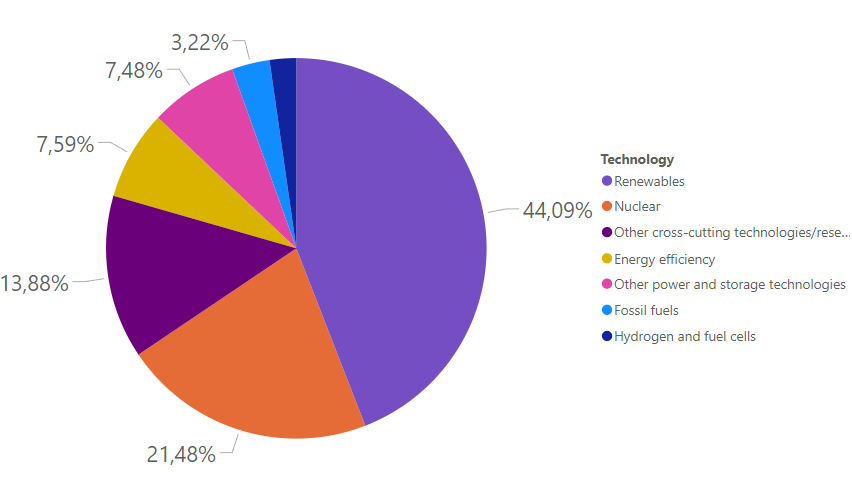 3,22%
7,48%
7,59%
13,88%
21,48%
44,09%
Technology
Renewables
Nuclear
Other cross-cutting technologies/rese...
Energy efficiency
Other power and storage technologies
Fossil fuels
Hydrogen and fuel cells